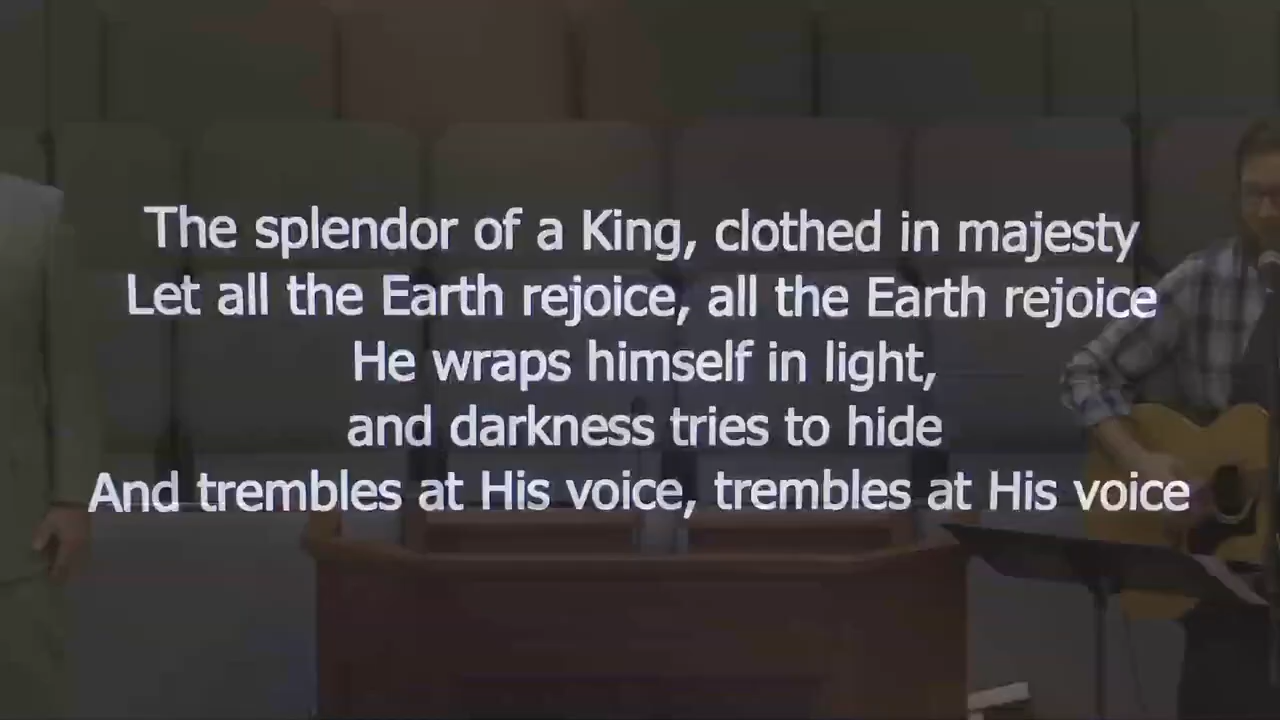 The splendor of a King, clothed in majesty
Let all the Earth rejoice, all the Earth rejoice
He wraps himself in light,
and darkness tries to hide
And trembles at His voice, trembles at His voice